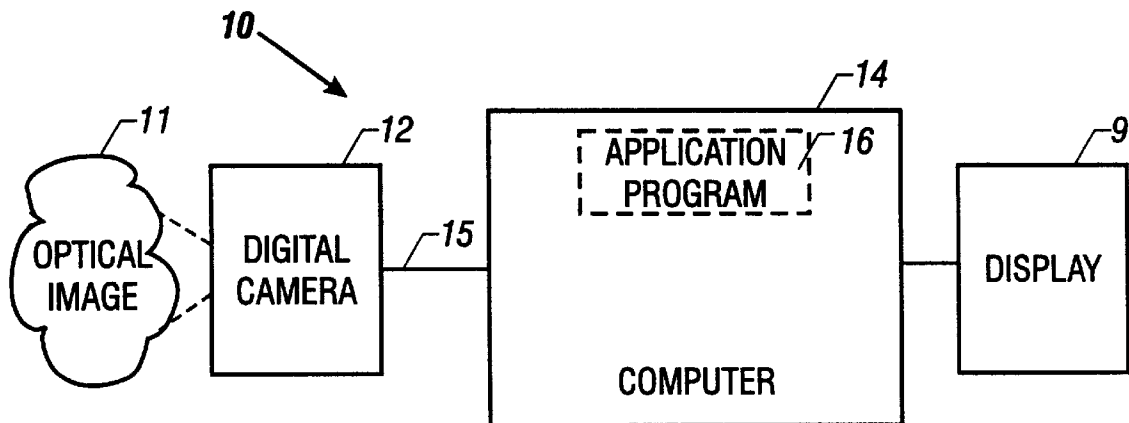 10
11
12
14
9
APPLICATION
PROGRAM
16
OPTICAL
IMAGE
DIGITAL
CAMERA
15
DISPLAY
COMPUTER